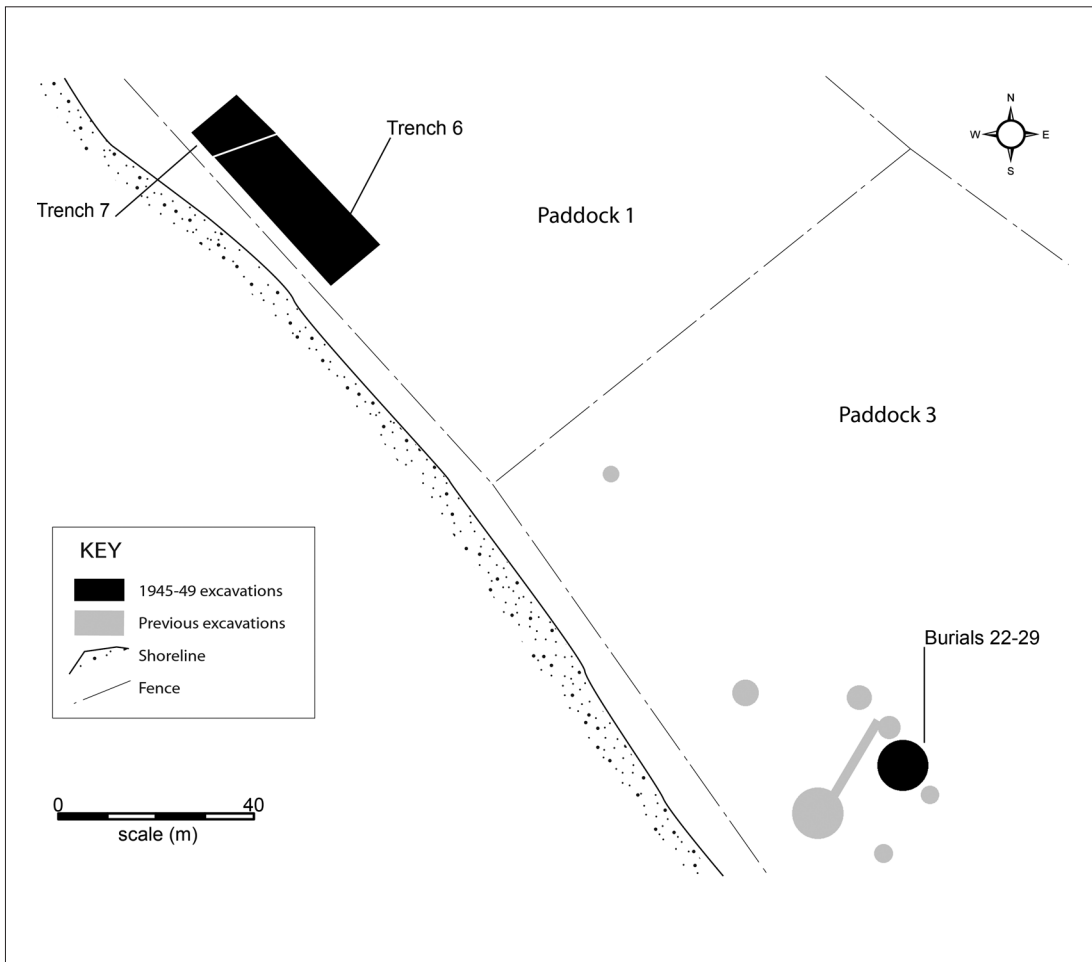 Trench 6
N
W
E
S
Trench 7
Paddock 1
Paddock 3
KEY
1945-49 excavations
Previous excavations
Shoreline
Fence
Burials 22-29
0 40
scale (m)